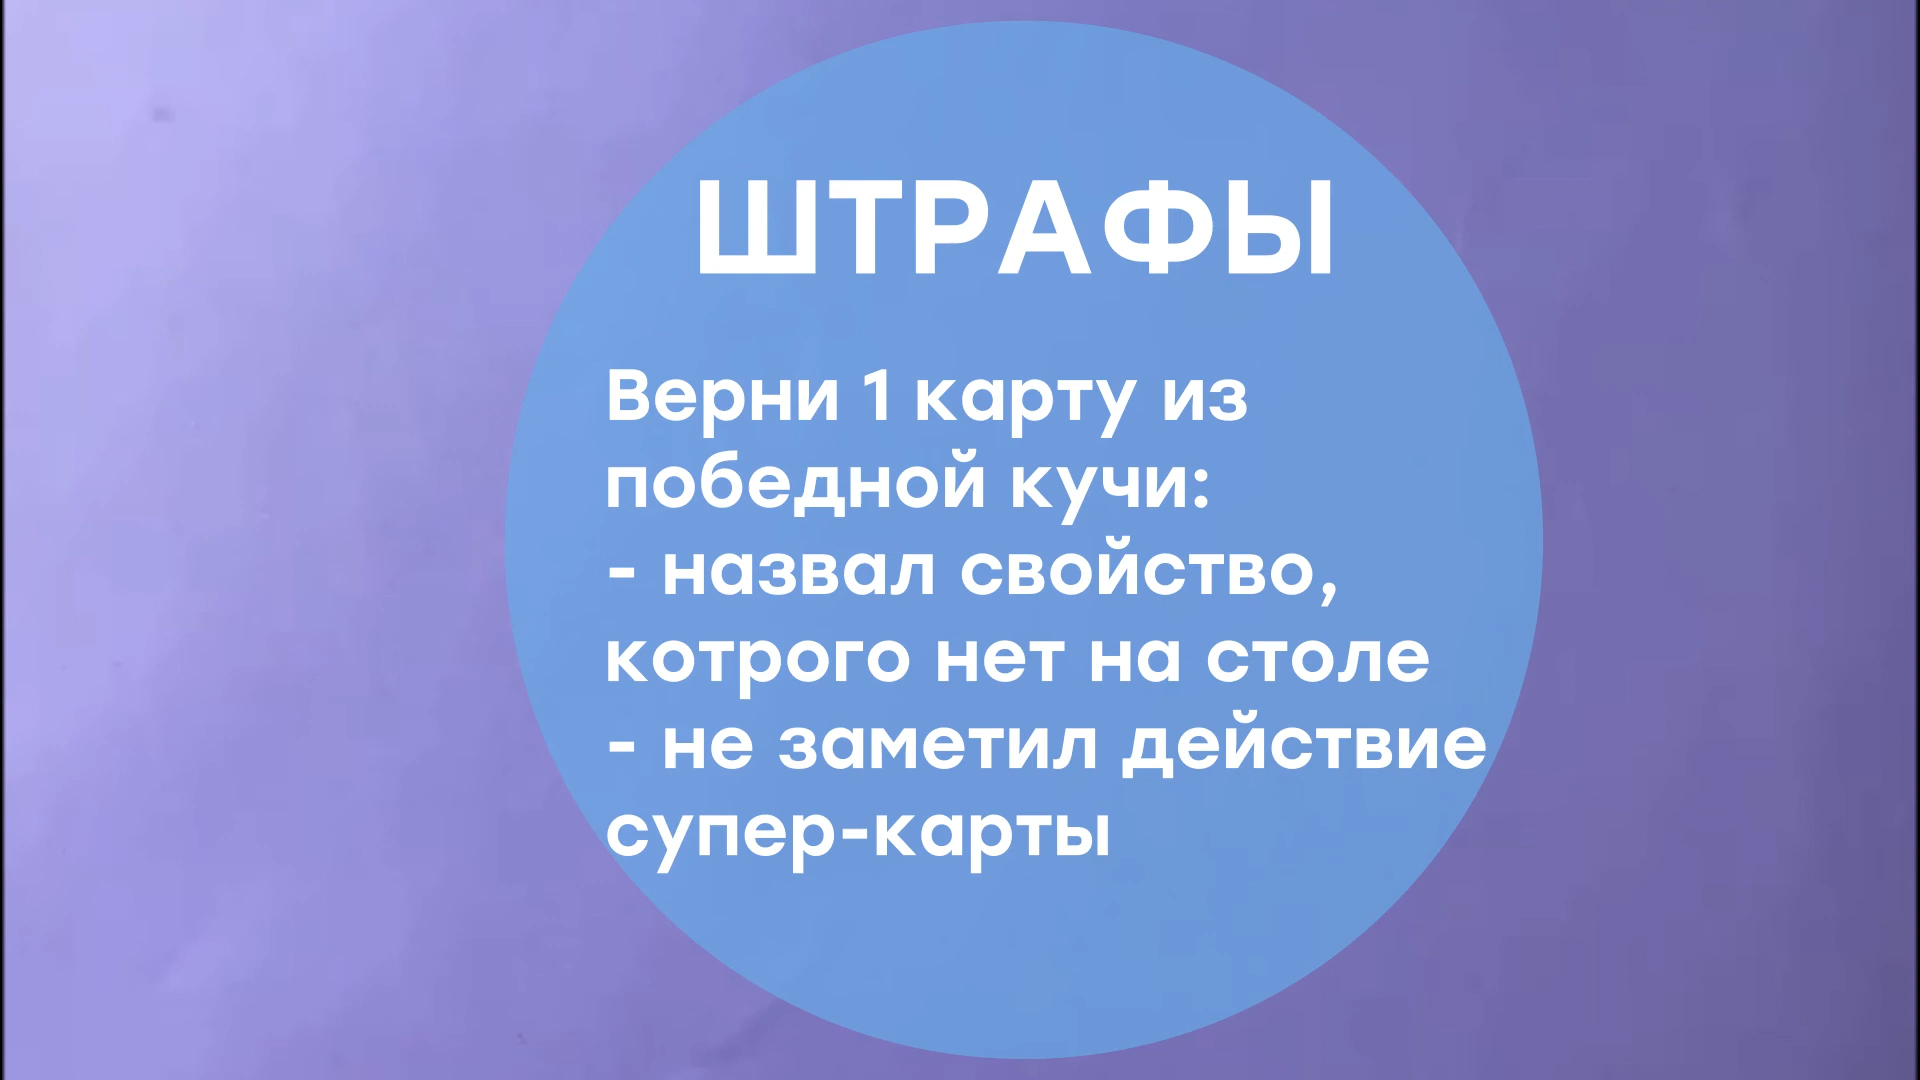 ШТРАФЫ
Верни 1 карту из
победной кучи:
- назвал свойство,
котрого нет на столе
- не заметил действие
супер-карты